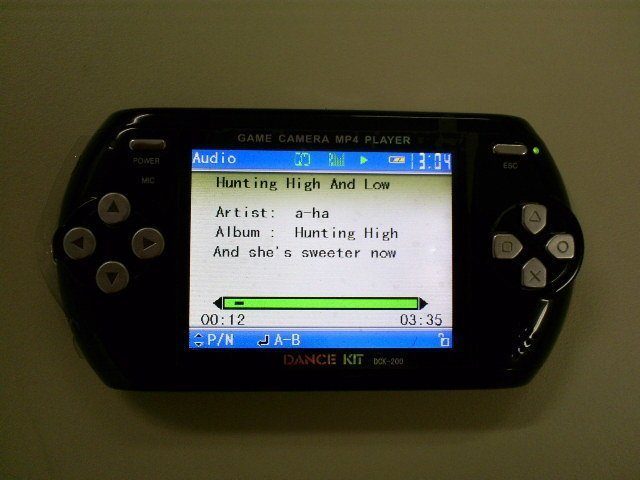 GAME CAMERA MP4 PLAYER
POWER
MIC
ESC
Audio 13:04
Hunting High And Low
Artist: a-ha
Album : Hunting High
And she's sweeter now
00:12 03:35
P/N A-B
DANCE KIT DCX-200